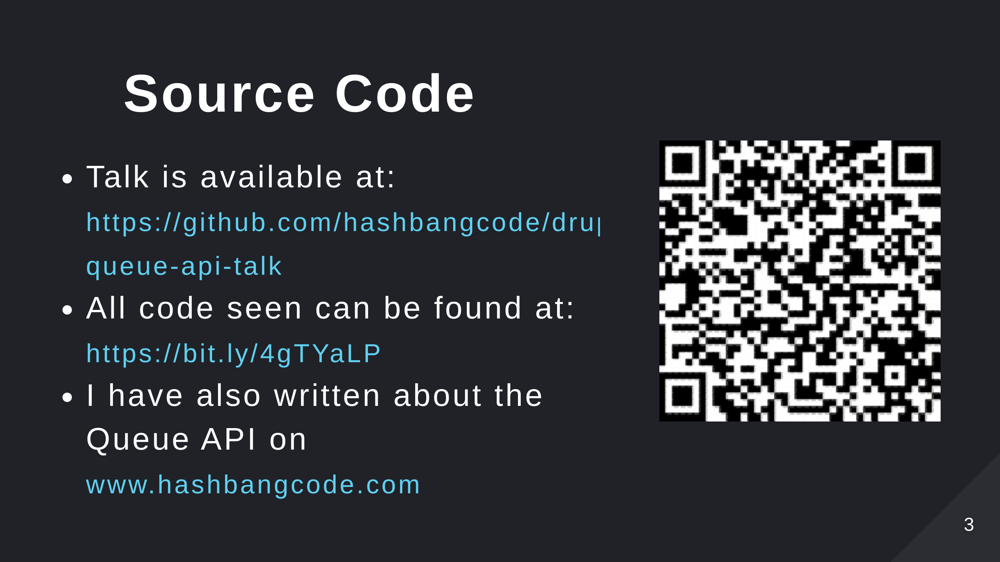 Source Code
• Talk is available at:
https://github.com/hashbangcode/dru
queue-api-talk
• All code seen can be found at:
https://bit.ly/4gTYaLP
• I have also written about the
Queue API on
www.hashbangcode.com
3